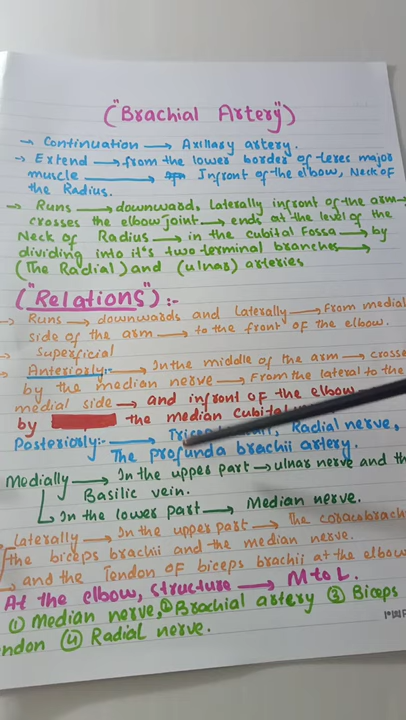 ("Brachial Artery")
→ Continuation → Axillary artery.
→ Extend → from the lower border of teres major
muscle → Infront of the elbow, Neck of
the Radius.
→ Runs → downward, Laterally infront of the arm →
crosses the elbow joint → ends at the level of the
Neck of Radius → in the cubital Fossa → by
dividing into it's two terminal branches →
(The Radial) and (ulnar) arteries
("Relations") :-
→ Runs → downwards and laterally → From medial
side of the arm → to the front of the elbow.
→ Superficial
→ Anteriorly :- → In the middle of the arm → crosse
by the median nerve → From the lateral to the
medial side → and infront of the elbow
by the median cubital
Posteriosly :- → Radial nerve,
The profunda brachii artery.
Medially → In the upper part → ulnar nerve and th
Basilic vein.
↳ In the lower part → Median nerve.
Laterally → In the upper part → The coracobrach
the biceps brachii and the median nerve.
→ and the Tendon of biceps brachii at the elbow
At the elbow, structure → M to L.
① Median nerve, ② Brachial artery ③ Biceps
ndon ④ Radial nerve.